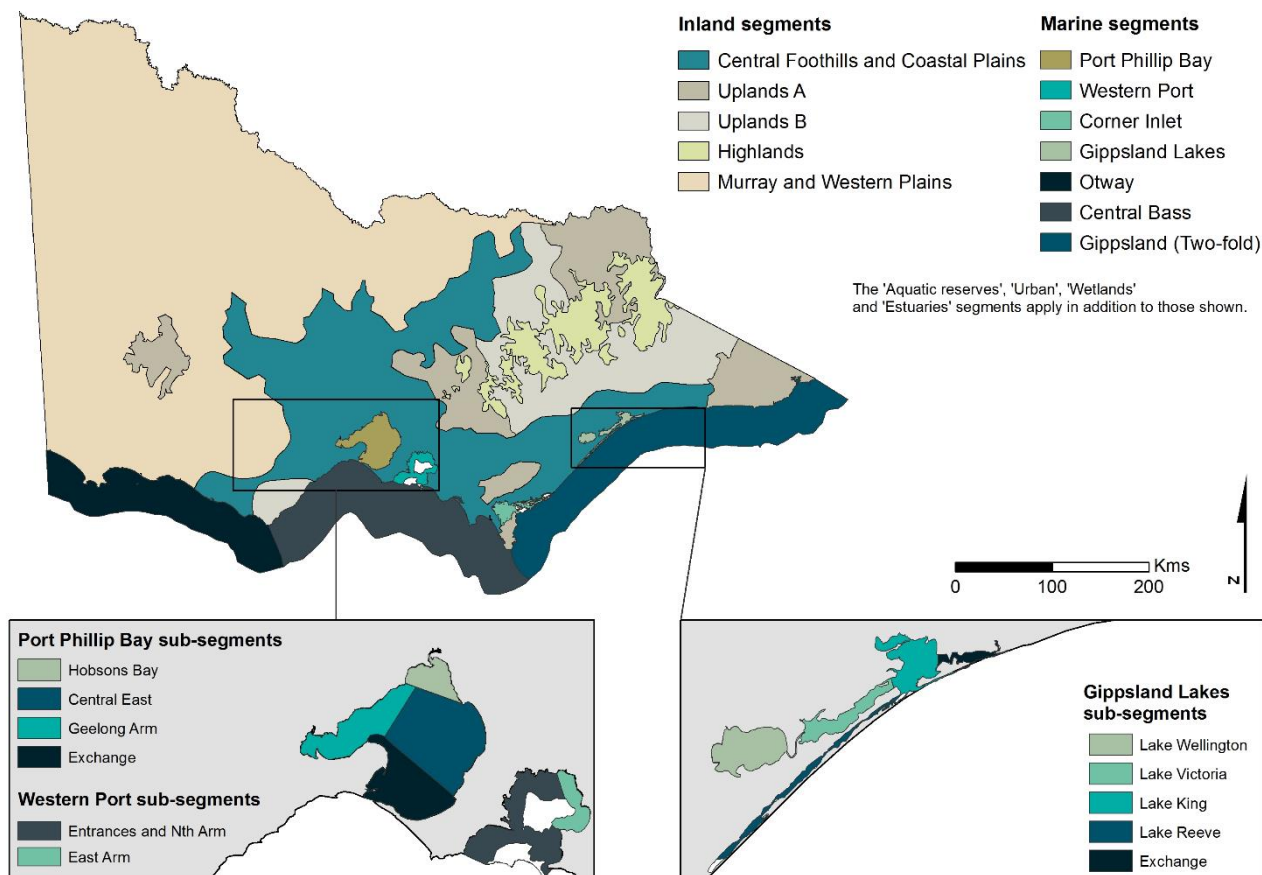 Inland segments
Central Foothills and Coastal Plains
Uplands A
Uplands B
Highlands
Murray and Western Plains
Marine segments
Port Phillip Bay
Western Port
Corner Inlet
Gippsland Lakes
Otway
Central Bass
Gippsland (Two-fold)
The 'Aquatic reserves', 'Urban', 'Wetlands'
and 'Estuaries' segments apply in addition to those shown.
Kms
0 100 200
N
Port Phillip Bay sub-segments
Hobsons Bay
Central East
Geelong Arm
Exchange
Western Port sub-segments
Entrances and Nth Arm
East Arm
Gippsland Lakes
sub-segments
Lake Wellington
Lake Victoria
Lake King
Lake Reeve
Exchange